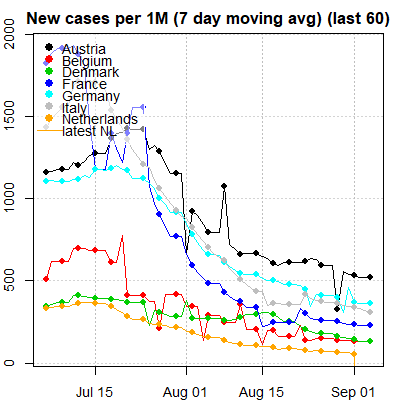 New cases per 1M (7 day moving avg) (last 60)
2000
1500
1000
500
0
Austria
Belgium
Denmark
France
Germany
Italy
Netherlands
latest NL
Jul 15
Aug 01
Aug 15
Sep 01